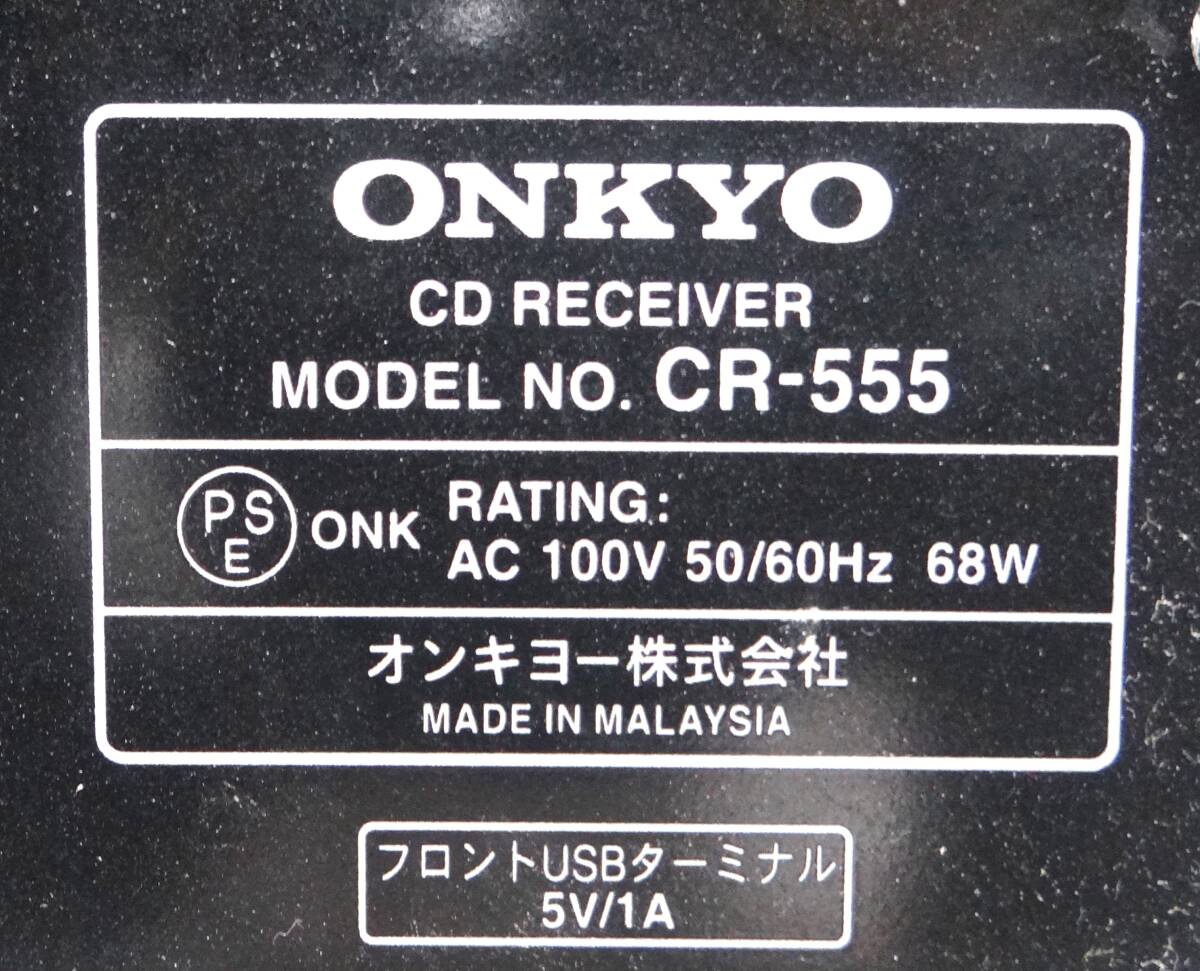 ONKYO
CD RECEIVER
MODEL NO. CR-555
PSE ONK
RATING:
AC 100V 50/60Hz 68W
オンキヨー株式会社
MADE IN MALAYSIA
フロントUSBターミナル
5V/1A